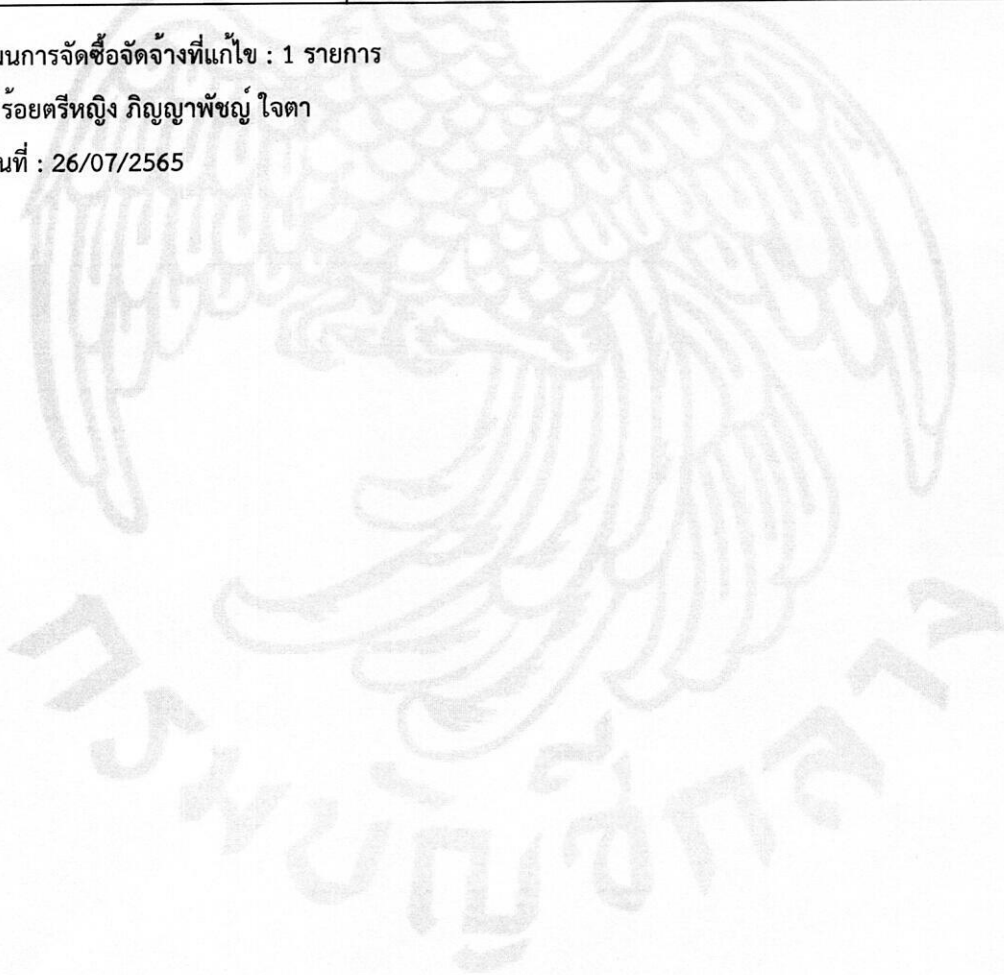 นการจัดซื้อจัดจ้างที่แก้ไข : 1 รายการ
ร้อยตรีหญิง ภิญญาพัชญ์ ใจตา
นที่ : 26/07/2565
กรมบัญชีกลาง